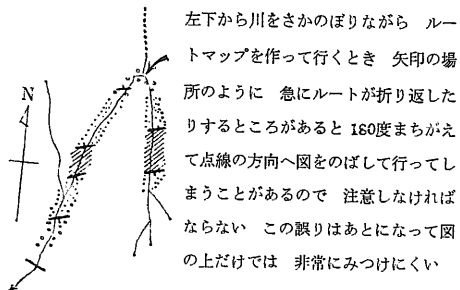 左下から川をさかのぼりながら　ルー
トマップを作って行くとき　矢印の場
所のように　急にルートが折り返した
りするところがあると　180度まちがえ
て点線の方向へ図をのばして行ってし
まうことがあるので　注意しなければ
ならない　この誤りはあとになって図
の上だけでは　非常にみつけにくい
N